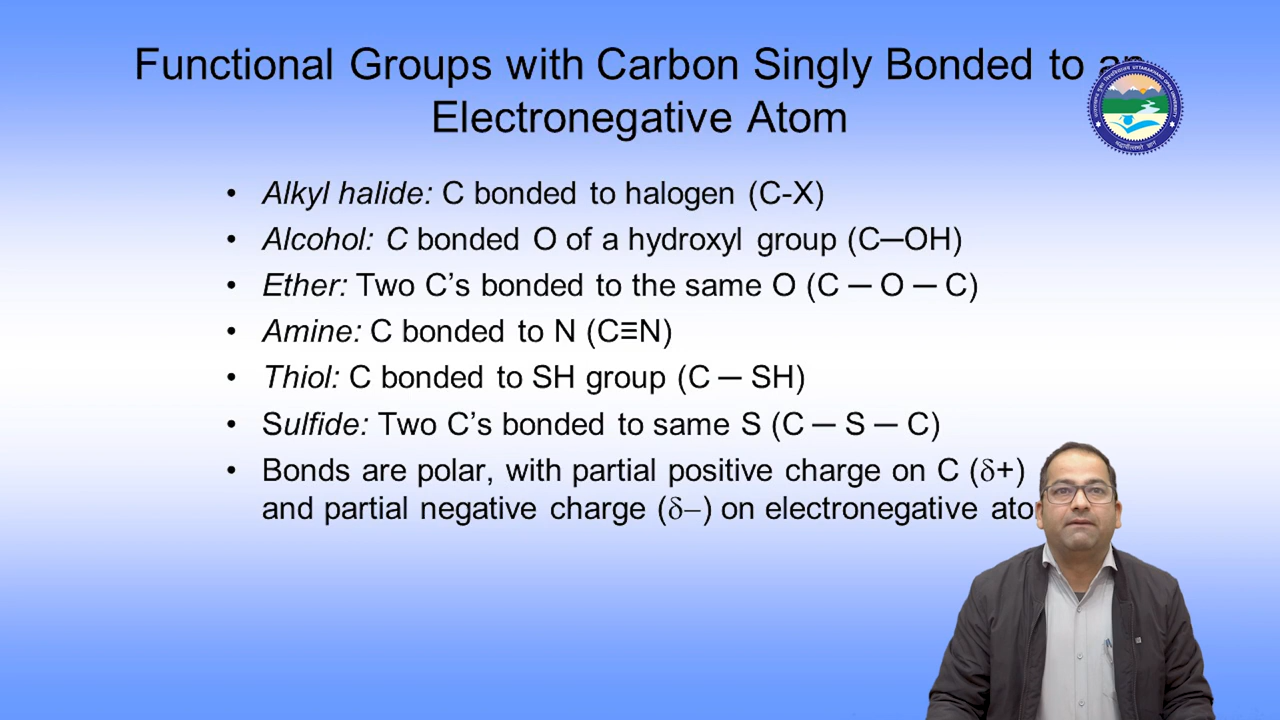 Functional Groups with Carbon Singly Bonded to an
Electronegative Atom
• Alkyl halide: C bonded to halogen (C-X)
• Alcohol: C bonded O of a hydroxyl group (C─OH)
• Ether: Two C’s bonded to the same O (C ─ O ─ C)
• Amine: C bonded to N (C≡N)
• Thiol: C bonded to SH group (C ─ SH)
• Sulfide: Two C’s bonded to same S (C ─ S ─ C)
• Bonds are polar, with partial positive charge on C (δ+)
and partial negative charge (δ–) on electronegative ato